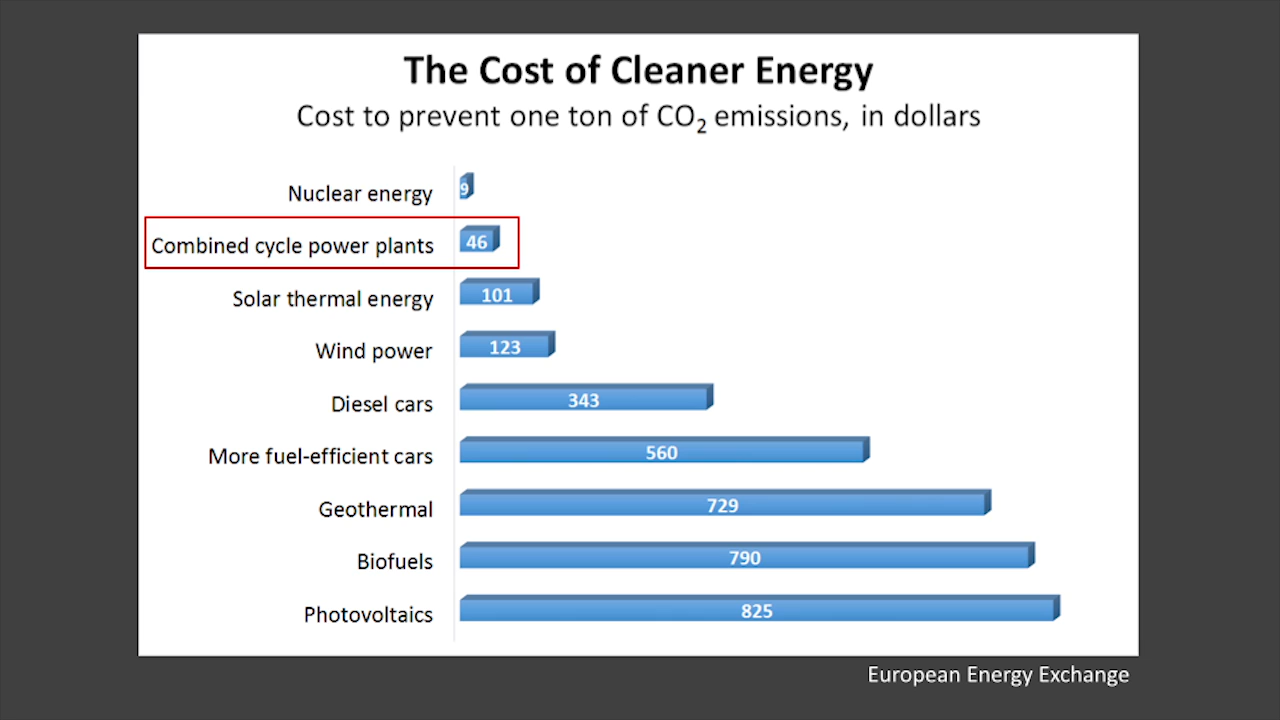 The Cost of Cleaner Energy
Cost to prevent one ton of CO₂ emissions, in dollars
Nuclear energy 9
Combined cycle power plants 46
Solar thermal energy 101
Wind power 123
Diesel cars 343
More fuel-efficient cars 560
Geothermal 729
Biofuels 790
Photovoltaics 825
European Energy Exchange